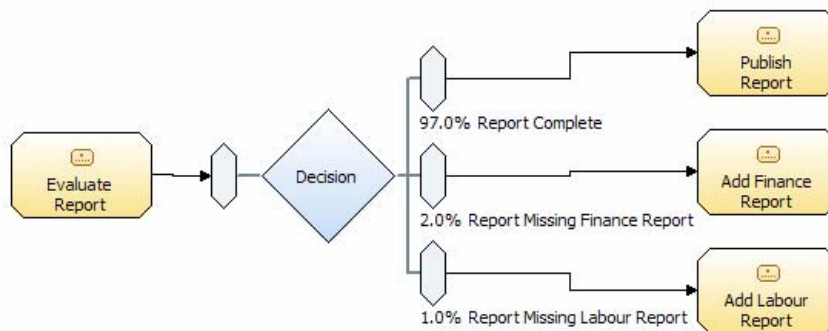 Publish
Report
97.0% Report Complete
Evaluate
Report
Decision
Add Finance
Report
2.0% Report Missing Finance Report
Add Labour
Report
1.0% Report Missing Labour Report